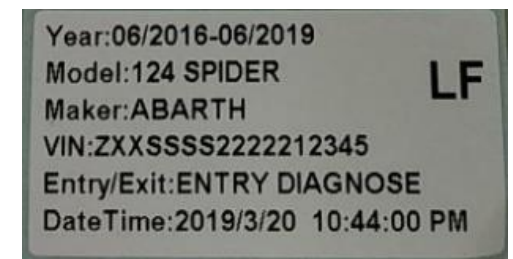 Year:06/2016-06/2019
Model:124 SPIDER
LF
Maker:ABARTH
VIN:ZXXSSSS2222212345
Entry/Exit:ENTRY DIAGNOSE
DateTime:2019/3/20 10:44:00 PM